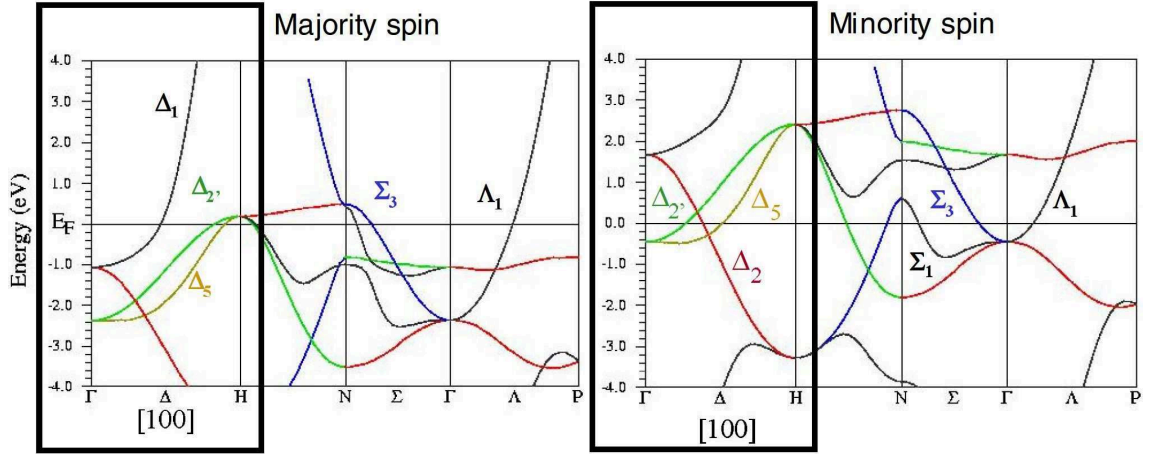 Majority spin
Energy (eV)
4.0
3.0
2.0
1.0
E_F
-1.0
-2.0
-3.0
-4.0
Δ₁
Δ₂'
Δ₅
Σ₃
Λ₁
Γ Δ H N Σ Γ Λ P
[100]
Minority spin
4.0
3.0
2.0
1.0
0.0
-1.0
-2.0
-3.0
-4.0
Δ₂'
Δ₅
Δ₂
Σ₃
Σ₁
Λ₁
Γ Δ H N Σ Γ Λ P
[100]